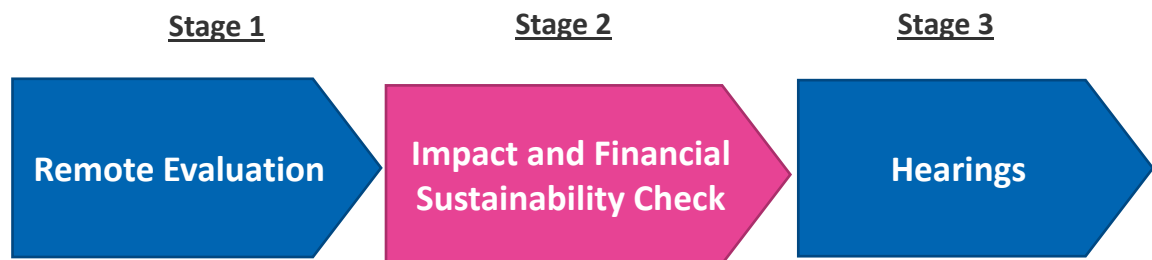 Stage 1
Stage 2
Stage 3
Remote Evaluation
Impact and Financial
Sustainability Check
Hearings